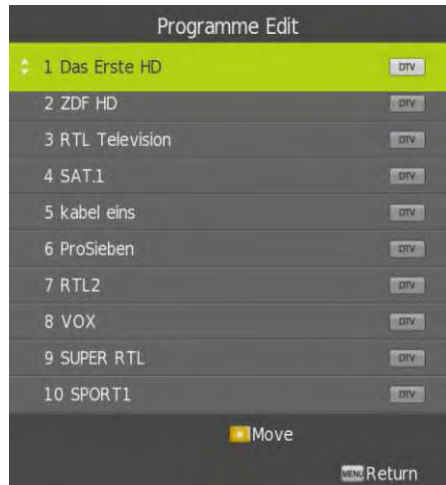 Programme Edit
1 Das Erste HD DTV
2 ZDF HD DTV
3 RTL Television DTV
4 SAT.1 DTV
5 kabel eins DTV
6 ProSieben DTV
7 RTL2 DTV
8 VOX DTV
9 SUPER RTL DTV
10 SPORT1 DTV
Move
MENU Return